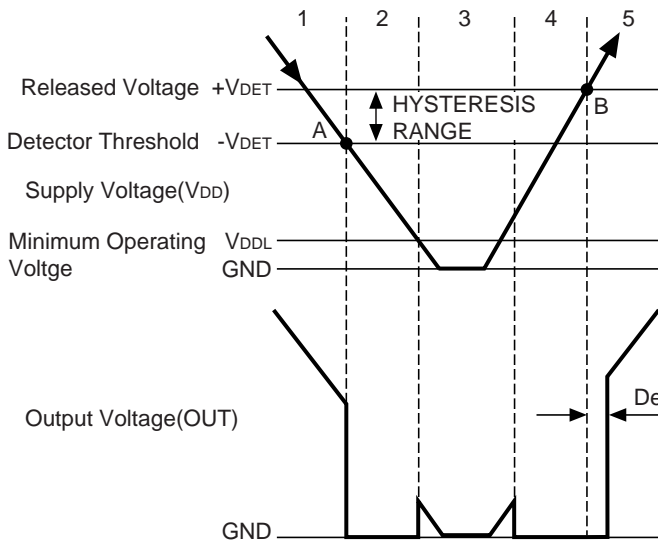 1 2 3 4 5
Released Voltage +VDET
HYSTERESIS
RANGE
A
B
Detector Threshold -VDET
Supply Voltage(VDD)
Minimum Operating VDDL
Voltge
GND
De
Output Voltage(OUT)
GND